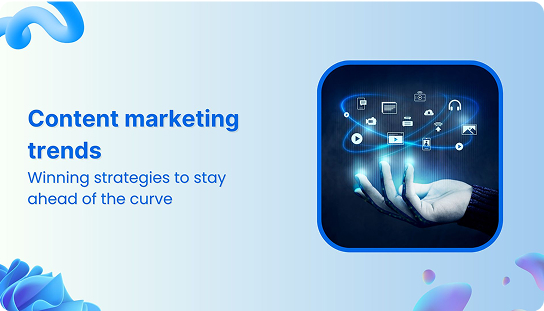 Content marketing
trends
Winning strategies to stay
ahead of the curve